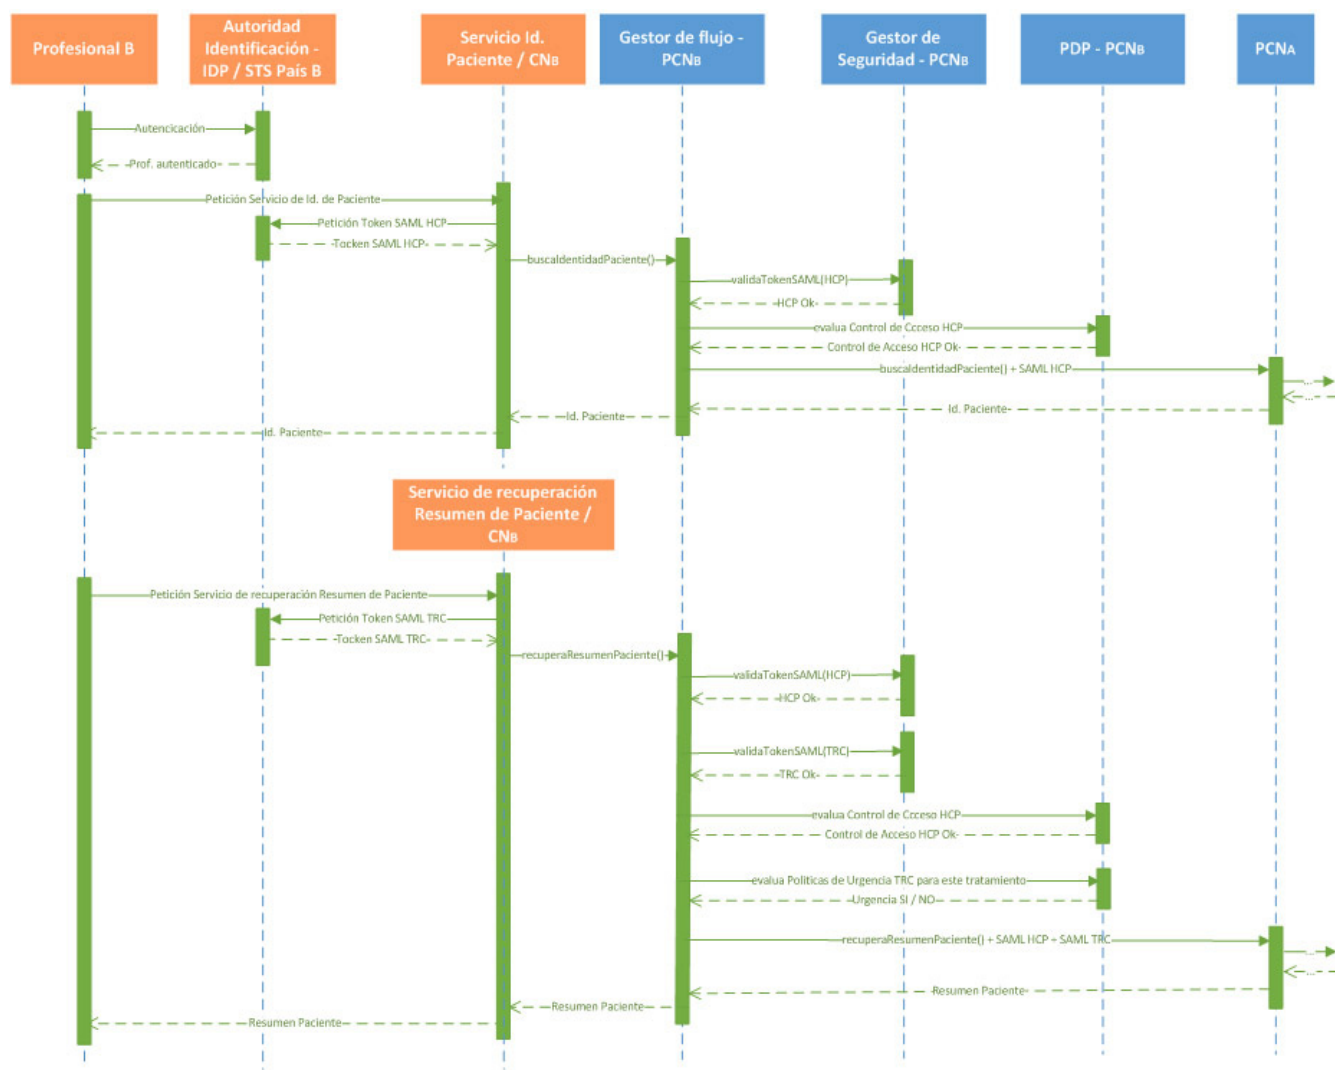 Profesional B
Autoridad
Identificación -
IDP / STS País B
Servicio Id.
Paciente / CNB
Gestor de flujo -
PCNB
Gestor de
Seguridad - PCNB
PDP - PCNB
PCNA
Autencicación
Prof. autenticado
Petición Servicio de Id. de Paciente
Petición Token SAML HCP
Tocken SAML HCP
buscaIdentidadPaciente()
validaTokenSAML(HCP)
HCP Ok
evalua Control de Ccceso HCP
Control de Acceso HCP Ok
buscaIdentidadPaciente() + SAML HCP
...
...
Id. Paciente
Id. Paciente
Id. Paciente
Servicio de recuperación
Resumen de Paciente /
CNB
Petición Servicio de recuperación Resumen de Paciente
Petición Token SAML TRC
Tocken SAML TRC
recuperaResumenPaciente()
validaTokenSAML(HCP)
HCP Ok
validaTokenSAML(TRC)
TRC Ok
evalua Control de Ccceso HCP
Control de Acceso HCP Ok
evalua Políticas de Urgencia TRC para este tratamiento
Urgencia SI / NO
recuperaResumenPaciente() + SAML HCP + SAML TRC
...
...
Resumen Paciente
Resumen Paciente
Resumen Paciente